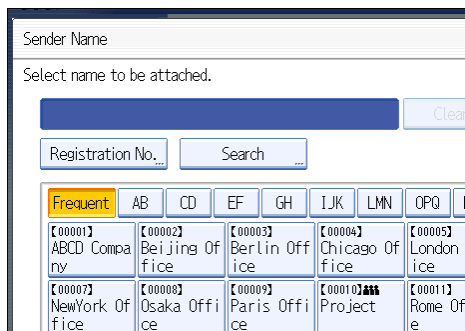 Sender Name
Select name to be attached.
Clear
Registration No.
Search
Frequent AB CD EF GH IJK LMN OPQ
【00001】 【00002】 【00003】 【00004】 【00005】
ABCD Compa Beijing Of Berlin Off Chicago Of London
ny fice ice fice ice
【00007】 【00008】 【00009】 【00010】 【00011】
NewYork Of Osaka Offi Paris Offi Project Rome Of
fice ce ce e